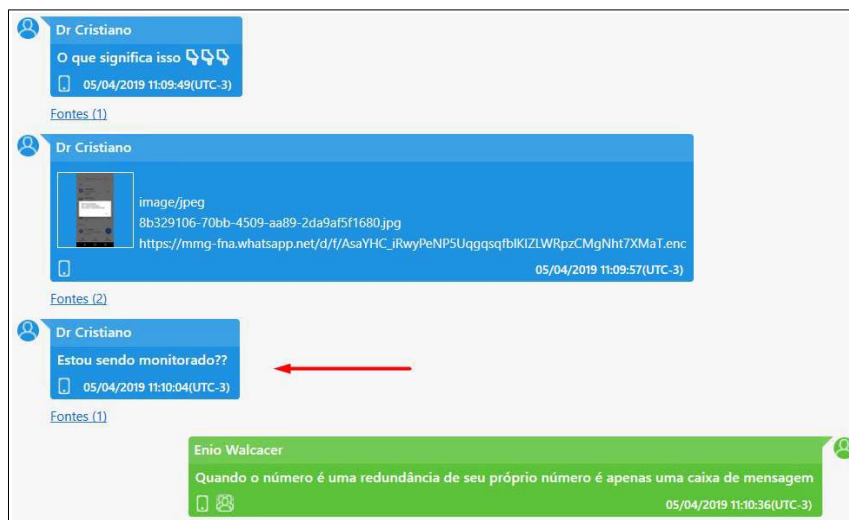 Dr Cristiano
O que significa isso 👇👇👇
05/04/2019 11:09:49(UTC-3)
Fontes (1)
Dr Cristiano
image/jpeg
8b329106-70bb-4509-aa89-2da9af5f1680.jpg
https://mmg-fna.whatsapp.net/d/f/AsaYHC_iRwyPeNP5UqgqsqfblKIZLWRpzCMgNht7XMaT.enc
05/04/2019 11:09:57(UTC-3)
Fontes (2)
Dr Cristiano
Estou sendo monitorado??
05/04/2019 11:10:04(UTC-3)
Fontes (1)
Enio Walcacer
Quando o número é uma redundância de seu próprio número é apenas uma caixa de mensagem
05/04/2019 11:10:36(UTC-3)